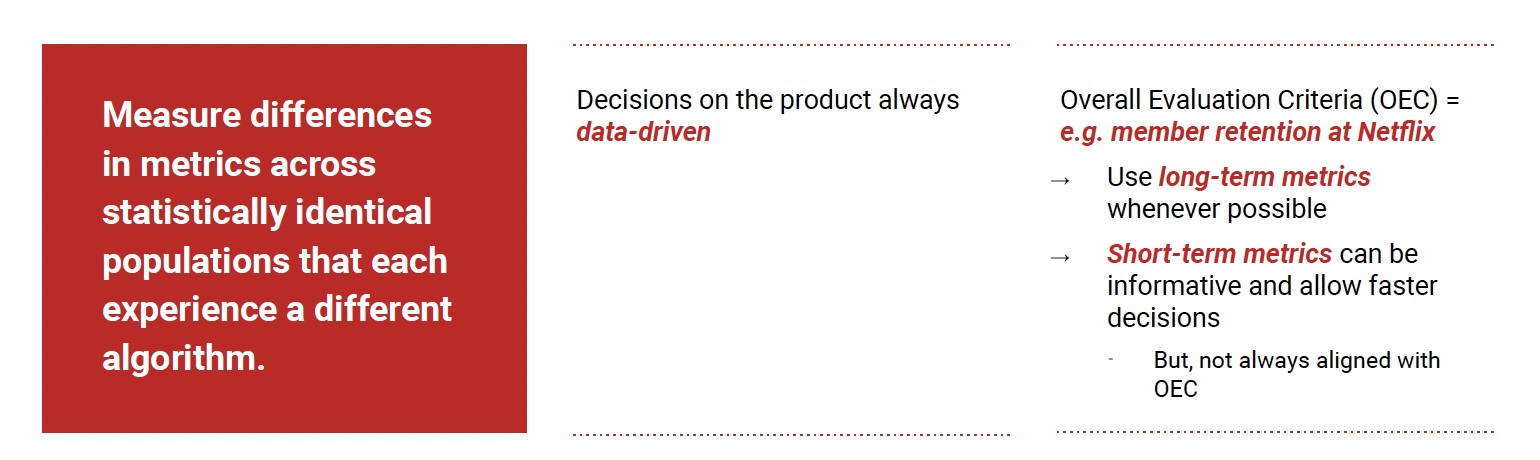 Measure differences
in metrics across
statistically identical
populations that each
experience a different
algorithm.
Decisions on the product always
data-driven
Overall Evaluation Criteria (OEC) =
e.g. member retention at Netflix
→ Use long-term metrics
whenever possible
→ Short-term metrics can be
informative and allow faster
decisions
- But, not always aligned with
OEC